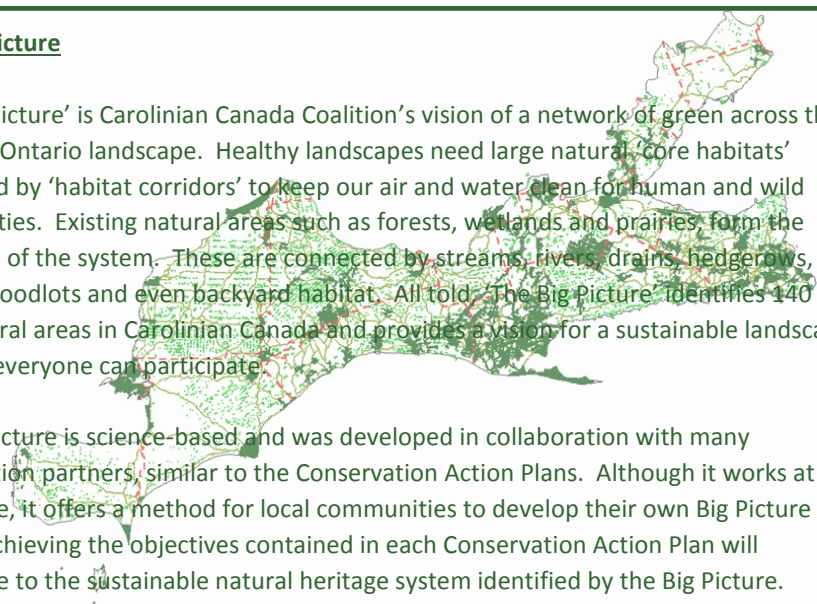 icture
icture’ is Carolinian Canada Coalition’s vision of a network of green across th
Ontario landscape.  Healthy landscapes need large natural ‘core habitats’
d by ‘habitat corridors’ to keep our air and water clean for human and wild
ties.  Existing natural areas such as forests, wetlands and prairies, form the
of the system.  These are connected by streams, rivers, drains, hedgerows,
oodlots and even backyard habitat.  All told, ‘The Big Picture’ identifies 140
ral areas in Carolinian Canada and provides a vision for a sustainable landsca
everyone can participate.
cture is science-based and was developed in collaboration with many
tion partners, similar to the Conservation Action Plans.  Although it works at
e, it offers a method for local communities to develop their own Big Picture
chieving the objectives contained in each Conservation Action Plan will
e to the sustainable natural heritage system identified by the Big Picture.